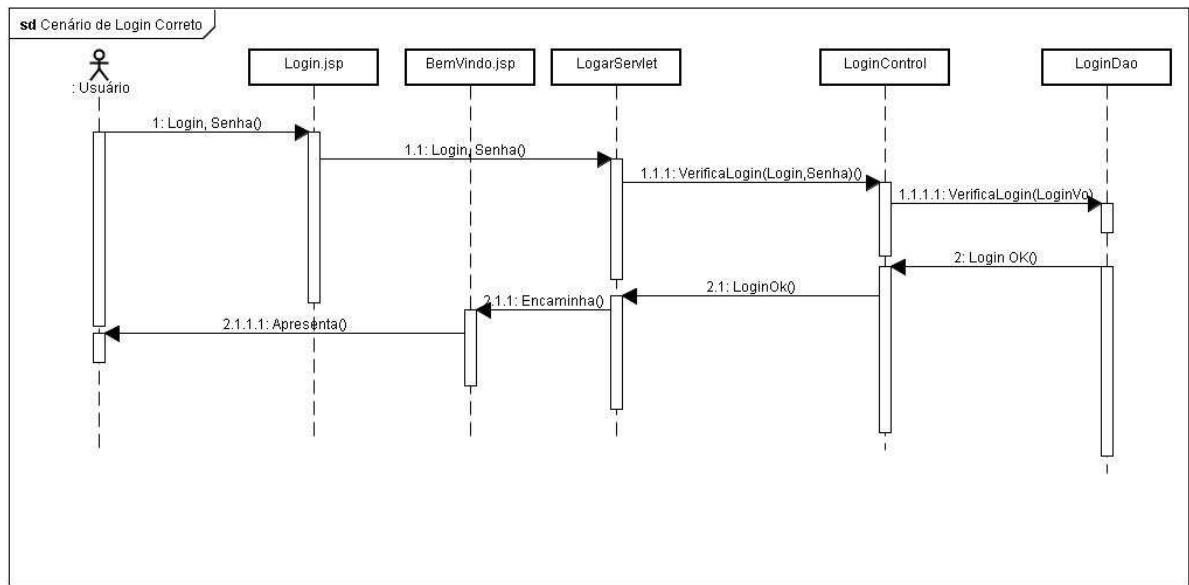 sd Cenário de Login Correto
: Usuário
Login.jsp
BemVindo.jsp
LogarServlet
LoginControl
LoginDao
1: Login, Senha()
1.1: Login, Senha()
1.1.1: VerificaLogin(Login,Senha)()
1.1.1.1: VerificaLogin(LoginVo)
2: Login OK()
2.1: LoginOk()
2.1.1: Encaminha()
2.1.1.1: Apresenta()